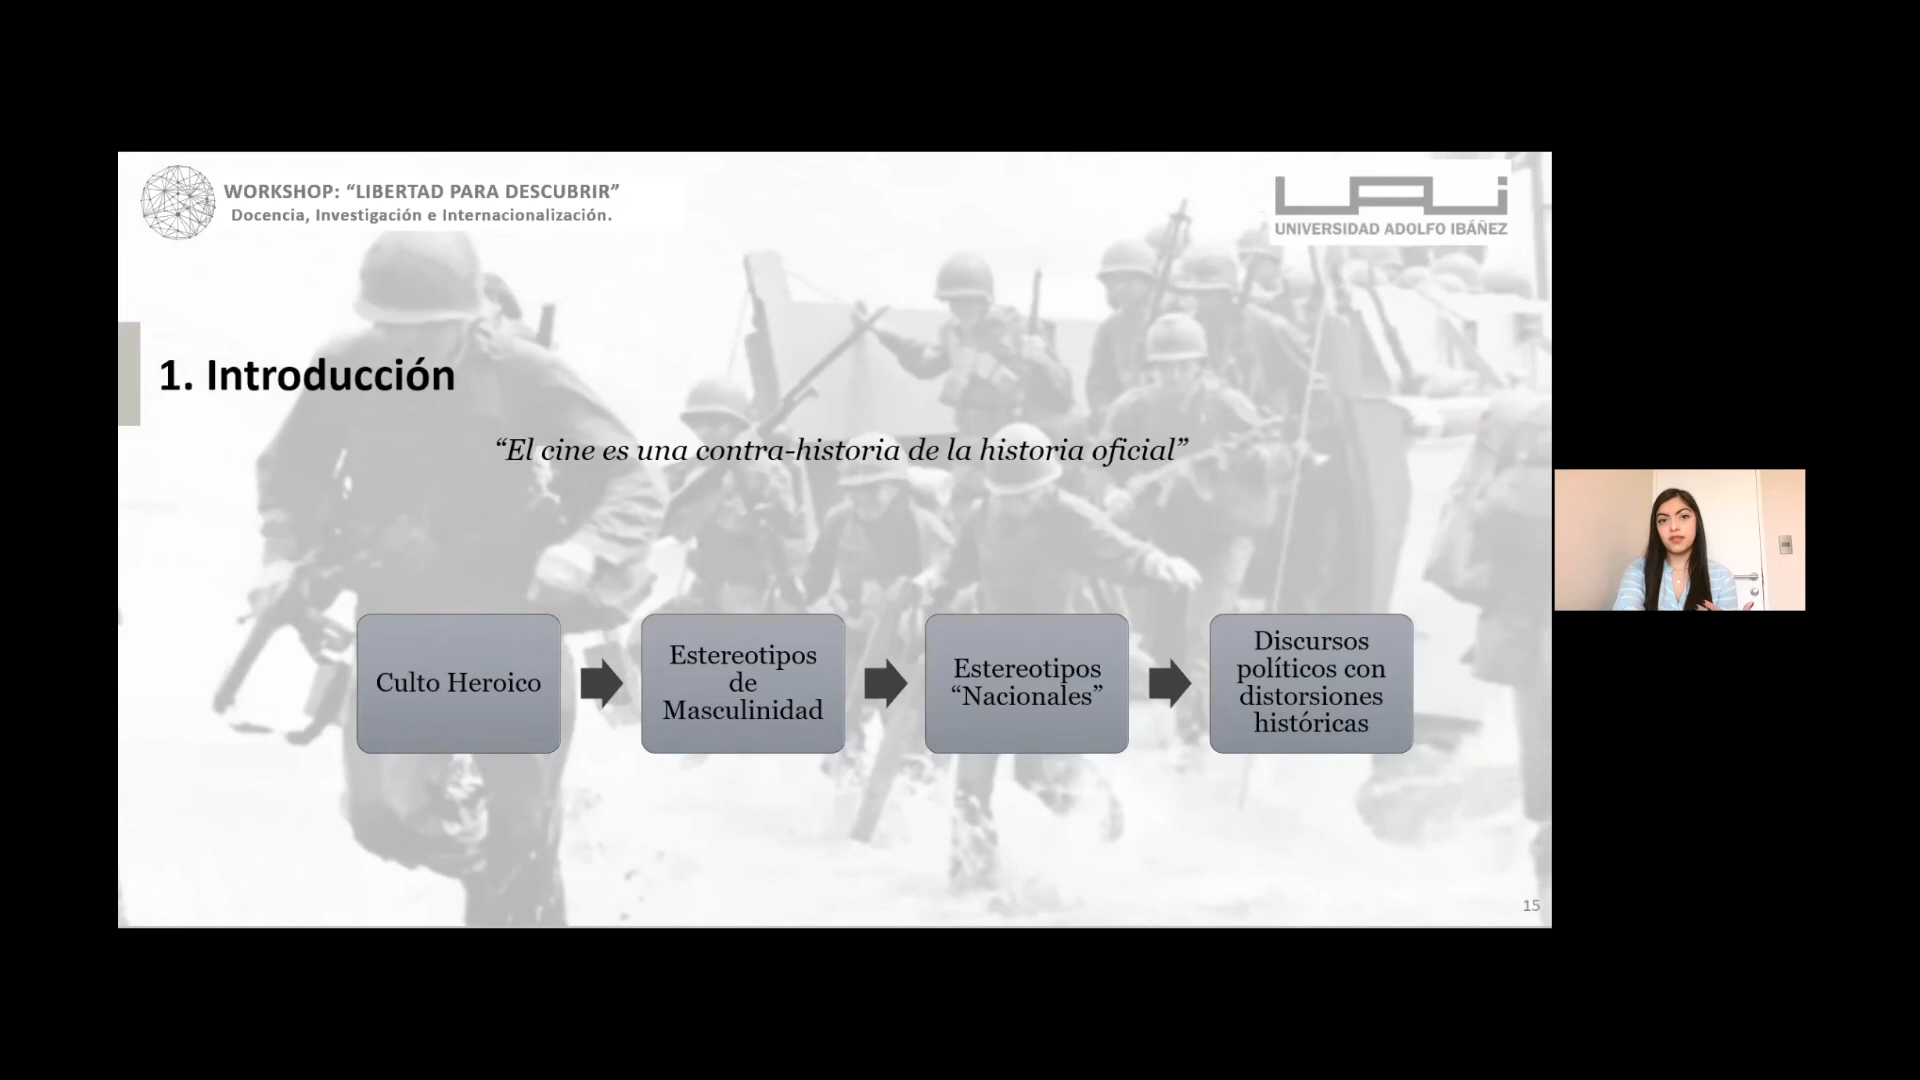 WORKSHOP: “LIBERTAD PARA DESCUBRIR”
Docencia, Investigación e Internacionalización.
UAi
UNIVERSIDAD ADOLFO IBÁÑEZ
1. Introducción
“El cine es una contra-historia de la historia oficial”
Culto Heroico
Estereotipos
de
Masculinidad
Estereotipos
“Nacionales”
Discursos
políticos con
distorsiones
históricas
15